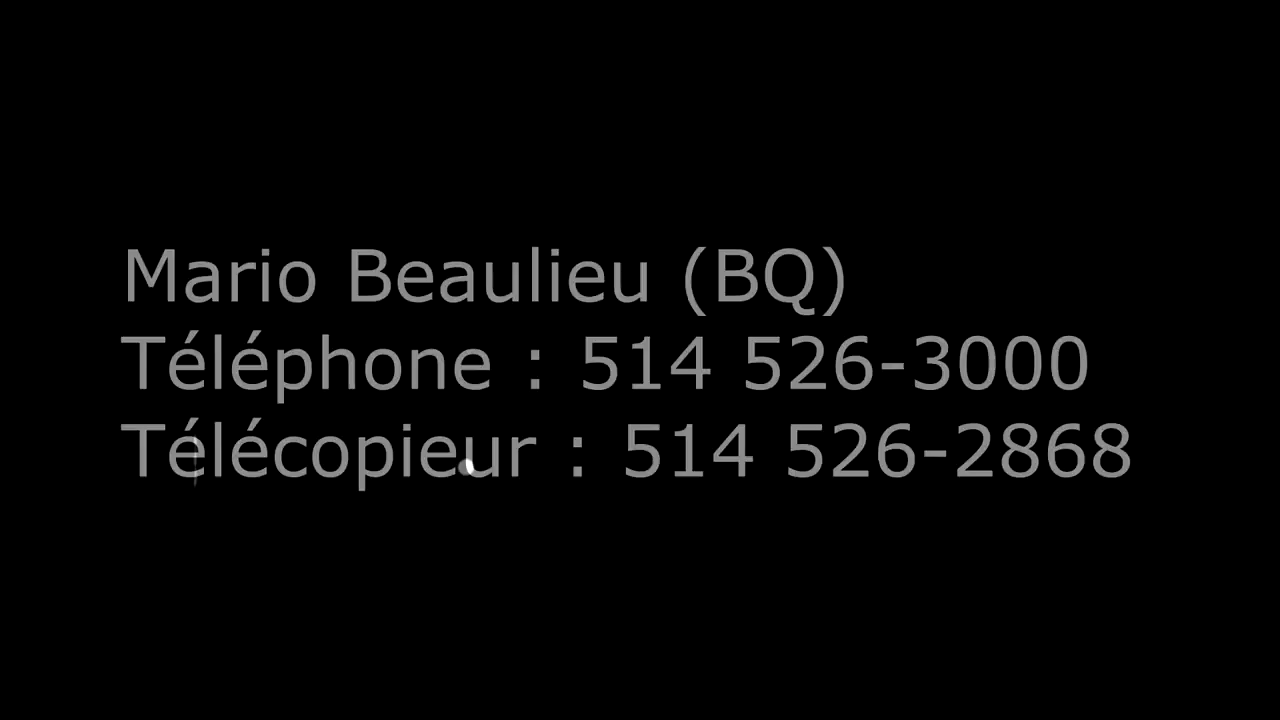 Mario Beaulieu (BQ)
Téléphone : 514 526-3000
Télécopieur : 514 526-2868